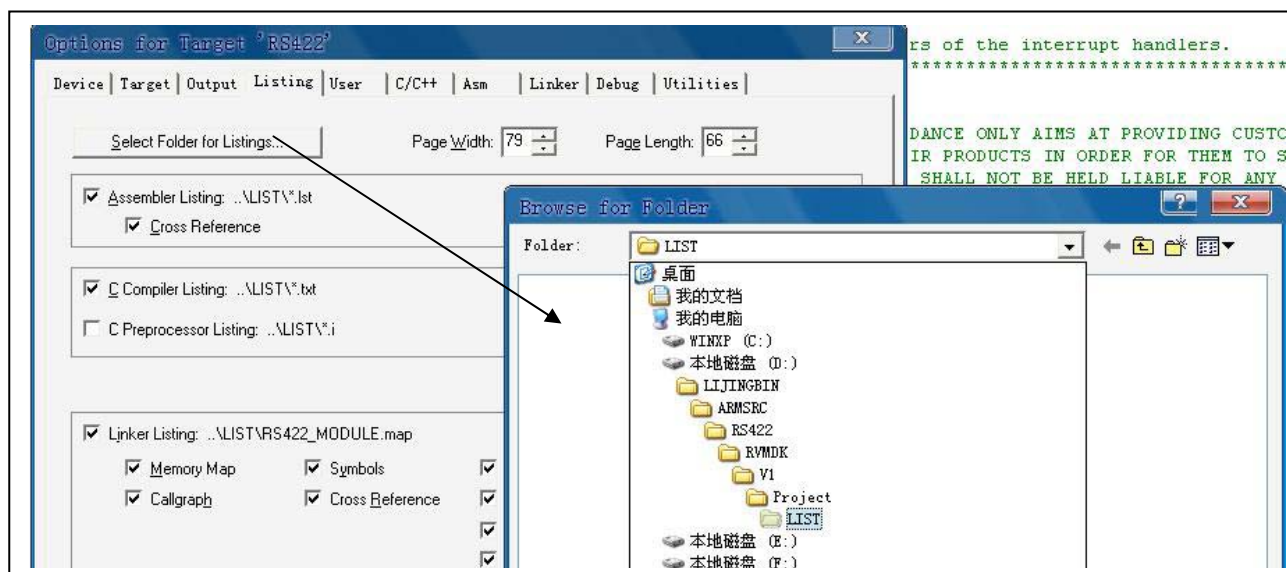 Options for Target 'RS422'
rs of the interrupt handlers.
*********************************
Device Target Output Listing User C/C++ Asm Linker Debug Utilities
Select Folder for Listings... Page Width: 79 Page Length: 66
DANCE ONLY AIMS AT PROVIDING CUSTO
IR PRODUCTS IN ORDER FOR THEM TO S
SHALL NOT BE HELD LIABLE FOR ANY
Assembler Listing: ..\LIST\*.lst
Cross Reference
Browse for Folder
Folder: LIST
桌面
我的文档
我的电脑
WINXP (C:)
本地磁盘 (D:)
LIJINGBIN
ARMSRC
RS422
RVMDK
V1
Project
LIST
本地磁盘 (E:)
本地磁盘 (F:)
C Compiler Listing: ..\LIST\*.txt
C Preprocessor Listing: ..\LIST\*.i
Linker Listing: ..\LIST\RS422_MODULE.map
Memory Map Symbols
Callgraph Cross Reference